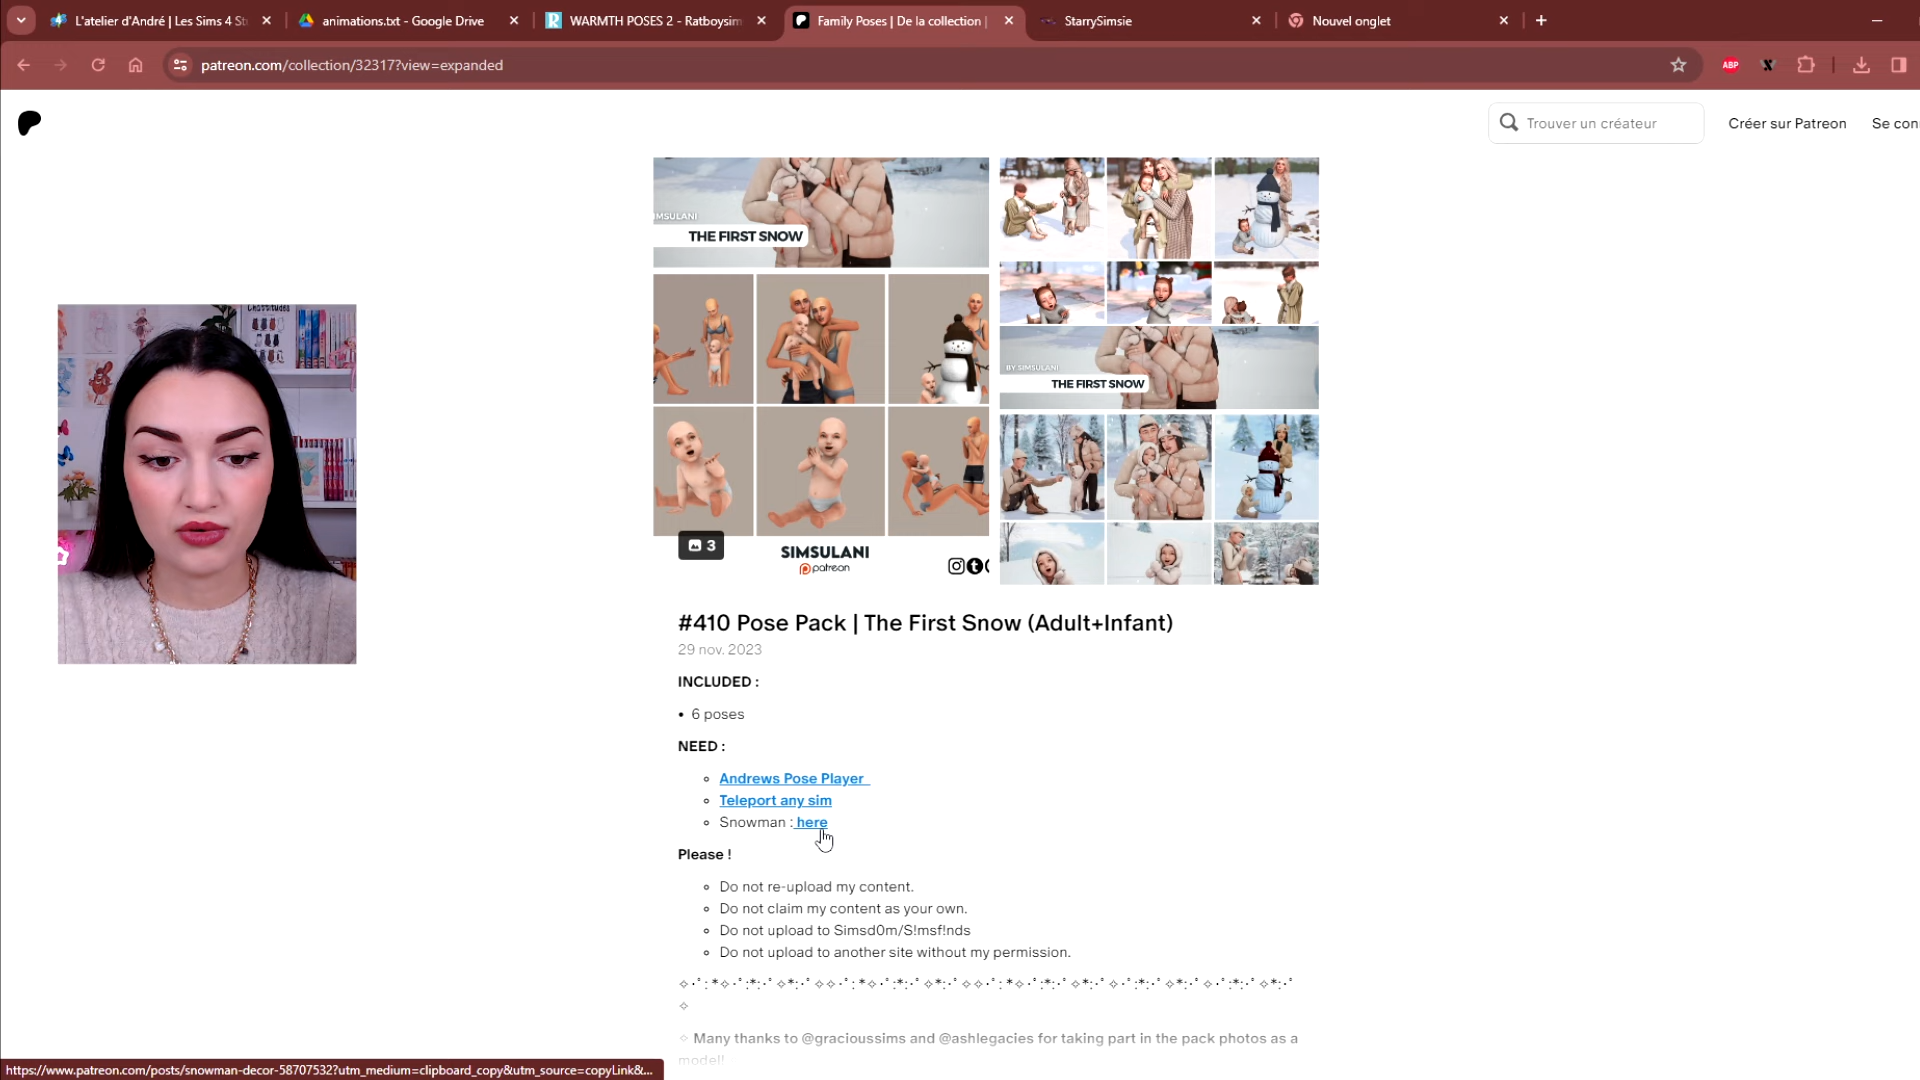 L'atelier d'André | Les Sims 4 St
animations.txt - Google Drive
WARMTH POSES 2 - Ratboysim
Family Poses | De la collection |
StarrySimsie
Nouvel onglet
patreon.com/collection/32317?view=expanded
ABP
Trouver un créateur
Créer sur Patreon
Se con
IMSULANI
THE FIRST SNOW
BY SIMSULANI
THE FIRST SNOW
3
SIMSULANI
patreon
#410 Pose Pack | The First Snow (Adult+Infant)
29 nov. 2023
INCLUDED :
• 6 poses
NEED :
Andrews Pose Player
Teleport any sim
Snowman : here
Please !
Do not re-upload my content.
Do not claim my content as your own.
Do not upload to Simsd0m/S!msf!nds
Do not upload to another site without my permission.
Many thanks to @gracioussims and @ashlegacies for taking part in the pack photos as a
model!
https://www.patreon.com/posts/snowman-decor-58707532?utm_medium=clipboard_copy&utm_source=copyLink&...